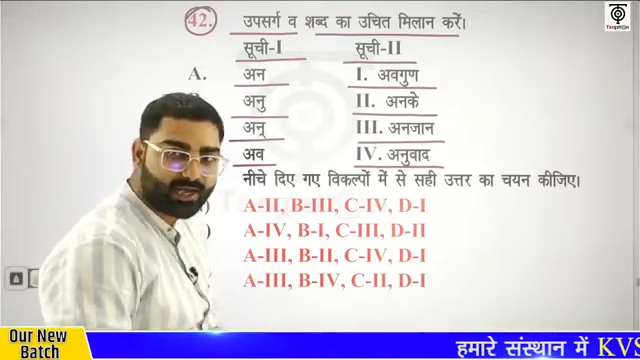 42. उपसर्ग व शब्द का उचित मिलान करें।
सूची-I सूची-II
A. अन I. अवगुण
अनु II. अनके
अन् III. अनजान
अव IV. अनुवाद
नीचे दिए गए विकल्पों में से सही उत्तर का चयन कीजिए।
A-II, B-III, C-IV, D-I
A-IV, B-I, C-III, D-II
A-III, B-II, C-IV, D-I
A-III, B-IV, C-II, D-I
Our New
Batch
हमारे संस्थान में KVS